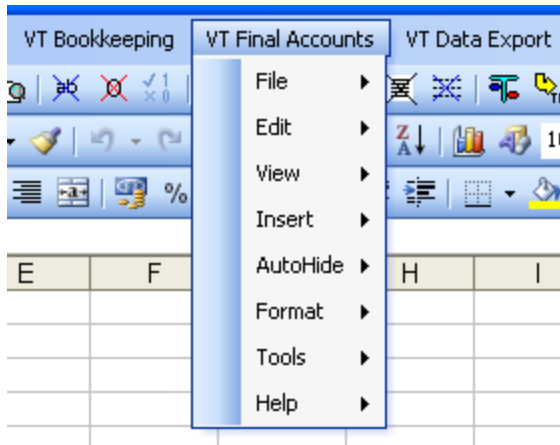 VT Bookkeeping VT Final Accounts VT Data Export
File
Edit
View
Insert
AutoHide
Format
Tools
Help
E F H I